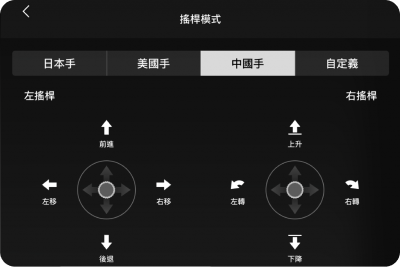 搖桿模式
日本手 美國手 中國手 自定義
左搖桿 右搖桿
前進 上升
左移 右移 左轉 右轉
後退 下降